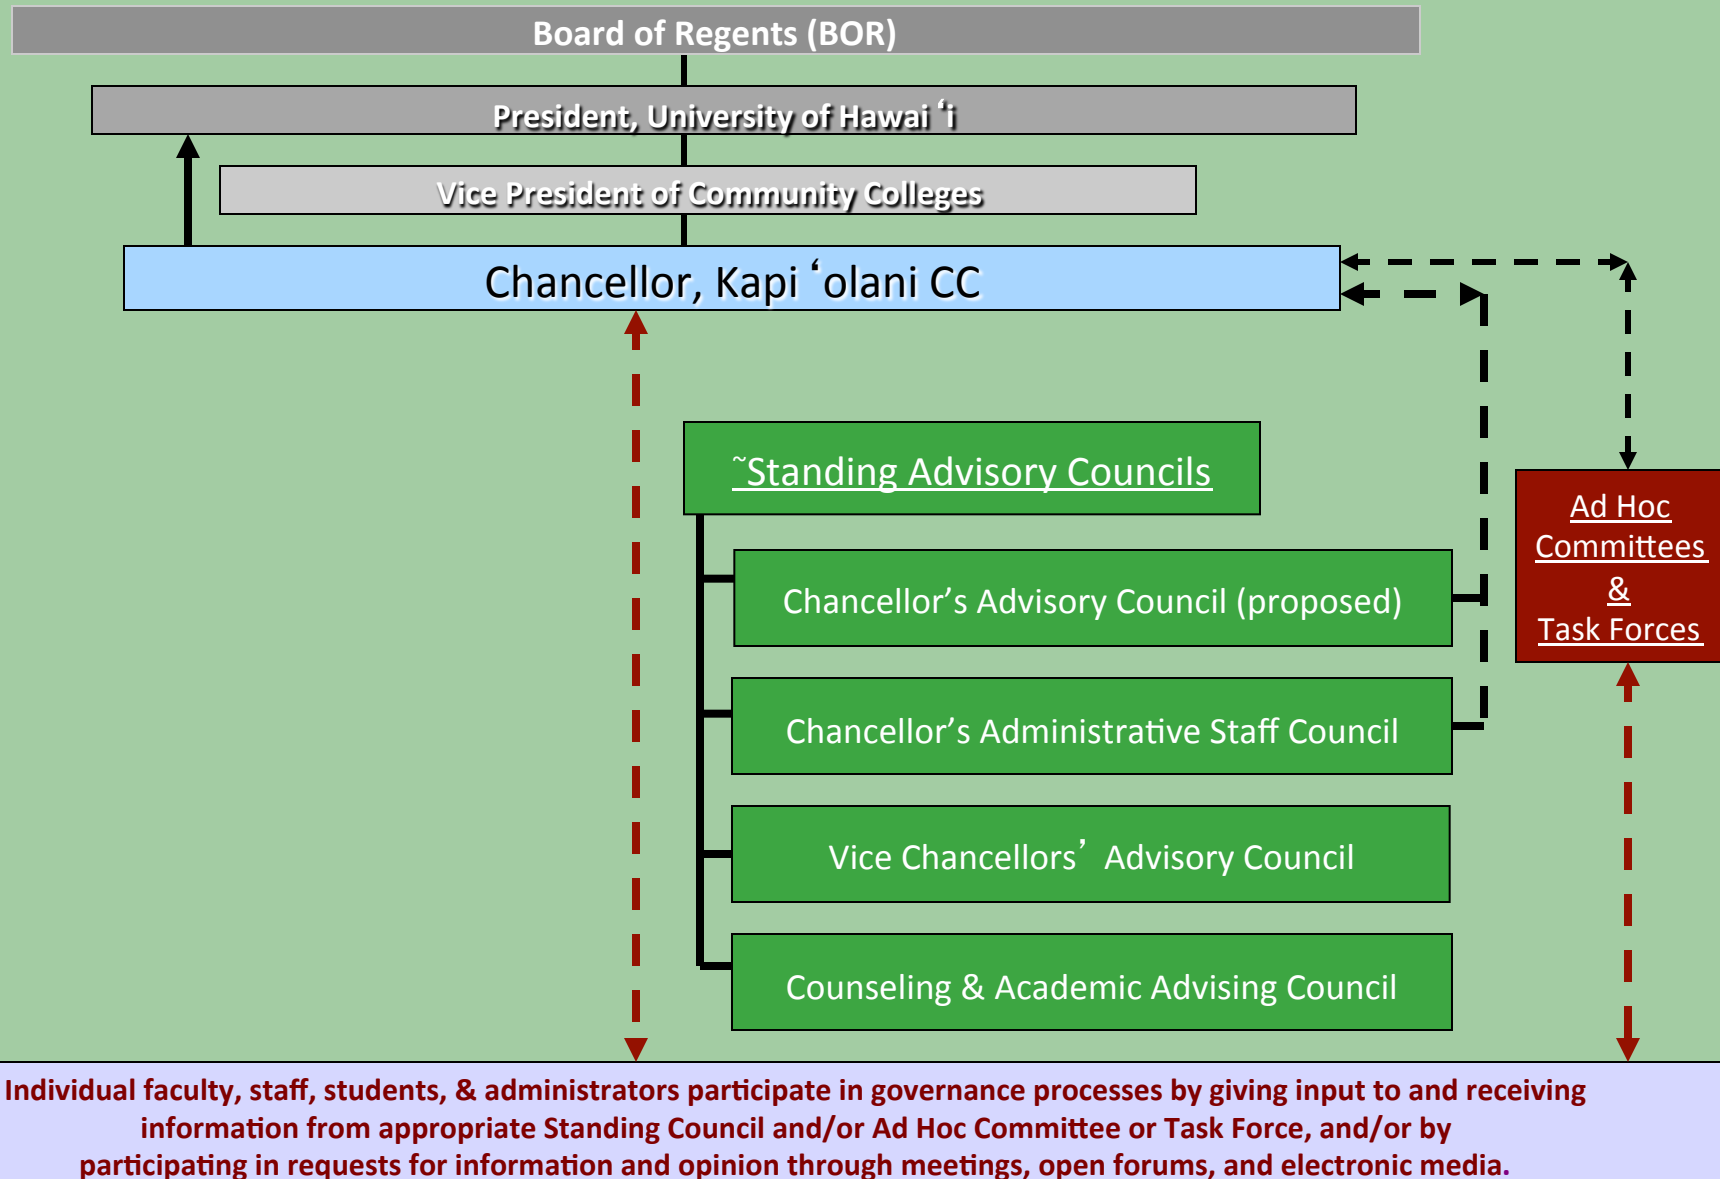 Board of Regents (BOR)
President, University of Hawai ‘i
Vice President of Community Colleges
Chancellor, Kapi ‘olani CC
~Standing Advisory Councils
Chancellor’s Advisory Council (proposed)
Chancellor’s Administrative Staff Council
Vice Chancellors’ Advisory Council
Counseling & Academic Advising Council
Ad Hoc
Committees
&
Task Forces
Individual faculty, staff, students, & administrators participate in governance processes by giving input to and receiving
information from appropriate Standing Council and/or Ad Hoc Committee or Task Force, and/or by
participating in requests for information and opinion through meetings, open forums, and electronic media.